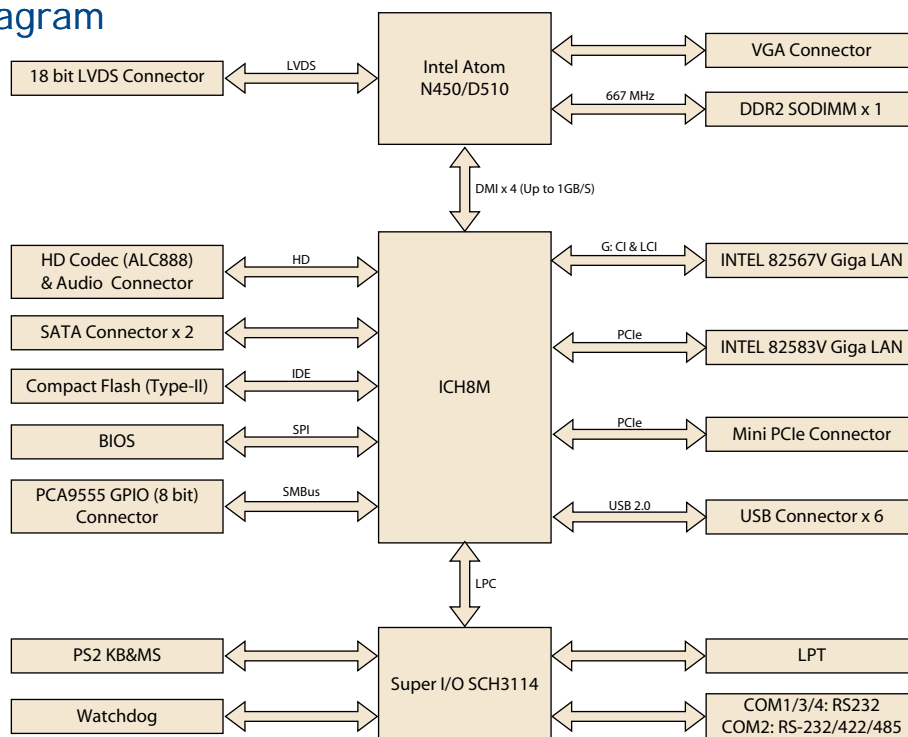 agram
18 bit LVDS Connector
LVDS
Intel Atom
N450/D510
VGA Connector
667 MHz
DDR2 SODIMM x 1
DMI x 4 (Up to 1GB/S)
HD Codec (ALC888)
& Audio Connector
HD
SATA Connector x 2
Compact Flash (Type-II)
IDE
BIOS
SPI
PCA9555 GPIO (8 bit)
Connector
SMBus
ICH8M
G: CI & LCI
INTEL 82567V Giga LAN
PCIe
INTEL 82583V Giga LAN
PCIe
Mini PCIe Connector
USB 2.0
USB Connector x 6
LPC
PS2 KB&MS
Watchdog
Super I/O SCH3114
LPT
COM1/3/4: RS232
COM2: RS-232/422/485